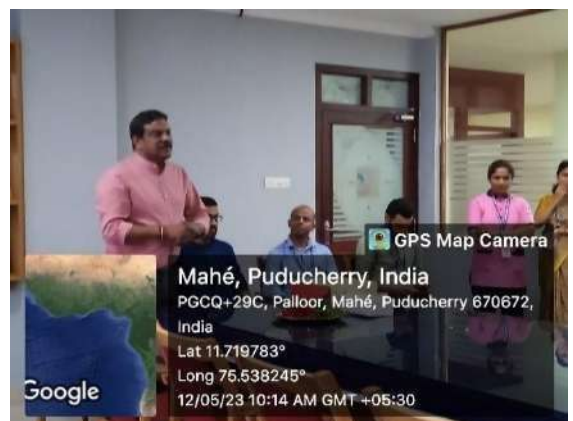 GPS Map Camera
Mahé, Puducherry, India
PGCQ+29C, Palloor, Mahé, Puducherry 670672,
India
Lat 11.719783°
Long 75.538245°
12/05/23 10:14 AM GMT +05:30
Google